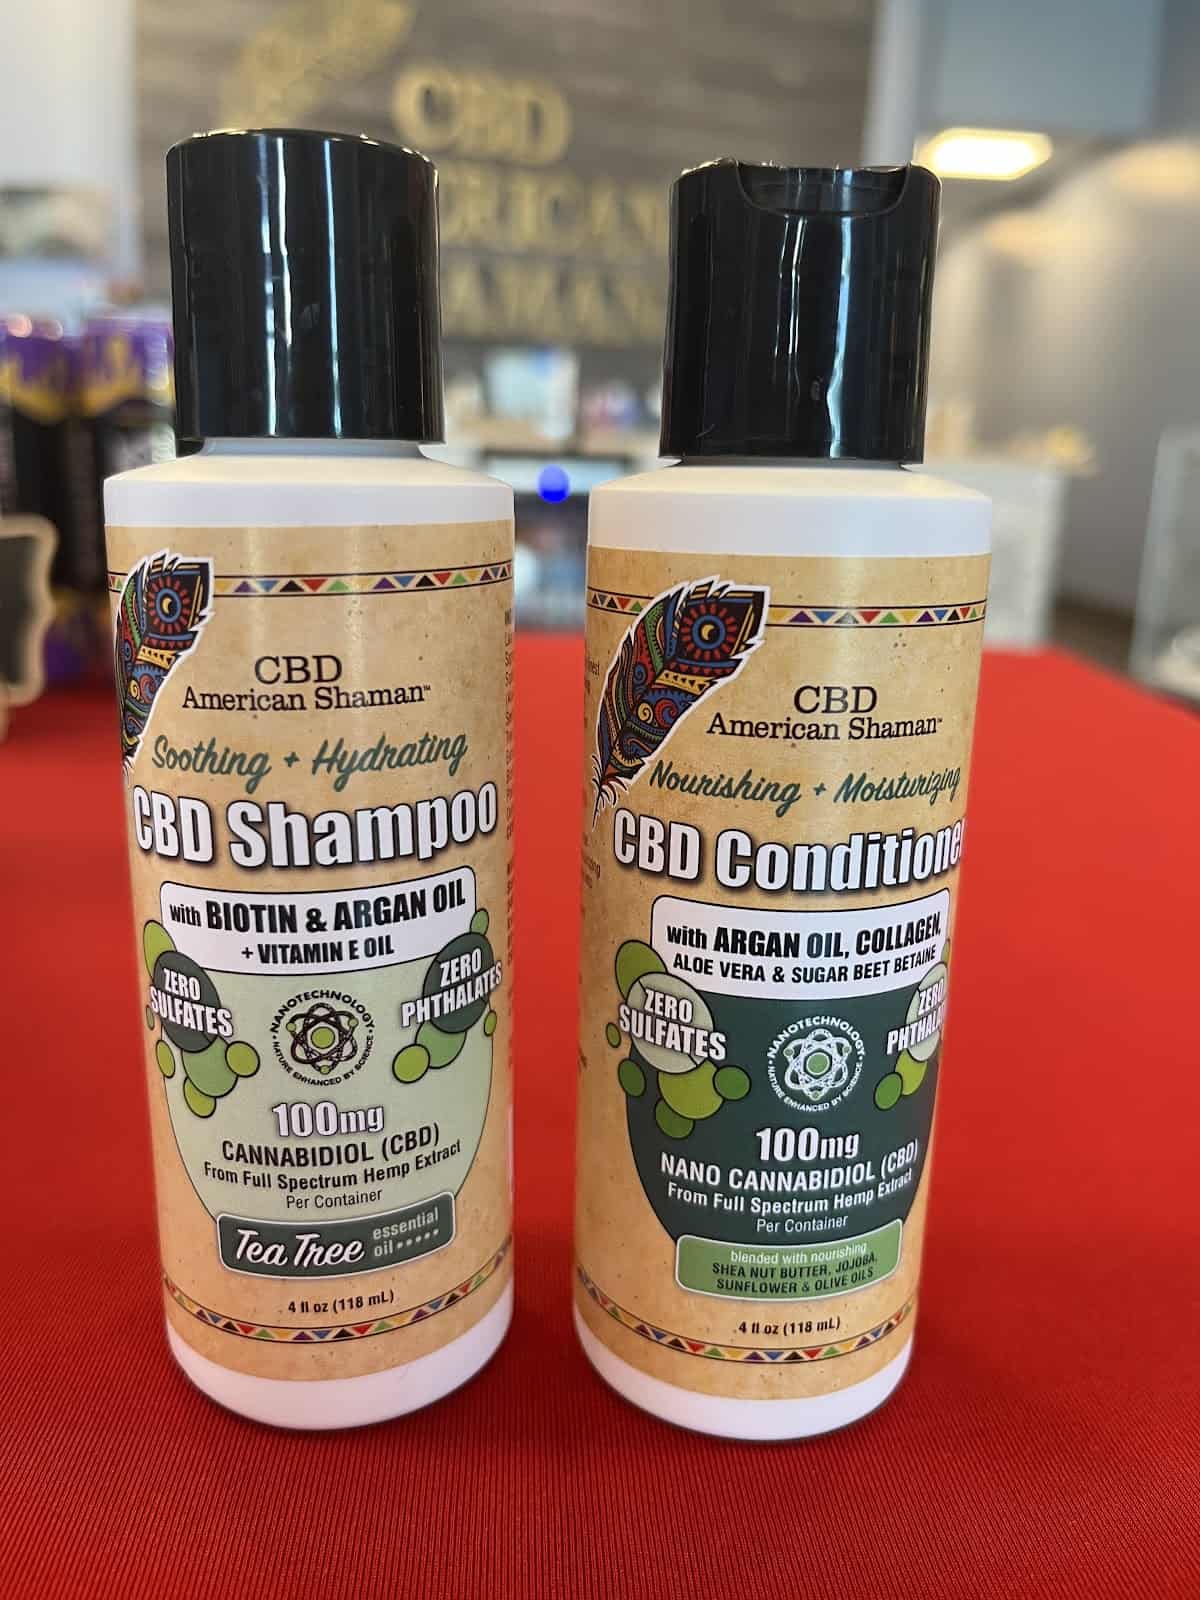 CBD
CBD
American Shaman™
Soothing + Hydrating
CBD Shampoo
with BIOTIN & ARGAN OIL
+ VITAMIN E OIL
ZERO
SULFATES
ZERO
PHTHALATES
• NANOTECHNOLOGY •
NATURE ENHANCED BY SCIENCE
100mg
CANNABIDIOL (CBD)
From Full Spectrum Hemp Extract
Per Container
Tea Tree essential
oil
4 fl oz (118 mL)
CBD
American Shaman™
Nourishing + Moisturizing
CBD Conditioner
with ARGAN OIL, COLLAGEN,
ALOE VERA & SUGAR BEET BETAINE
ZERO
SULFATES
ZERO
PHTHALA
• NANOTECHNOLOGY •
NATURE ENHANCED BY SCIENCE
100mg
NANO CANNABIDIOL (CBD)
From Full Spectrum Hemp Extract
Per Container
blended with nourishing
SHEA NUT BUTTER, JOJOBA,
SUNFLOWER & OLIVE OILS
4 fl oz (118 mL)